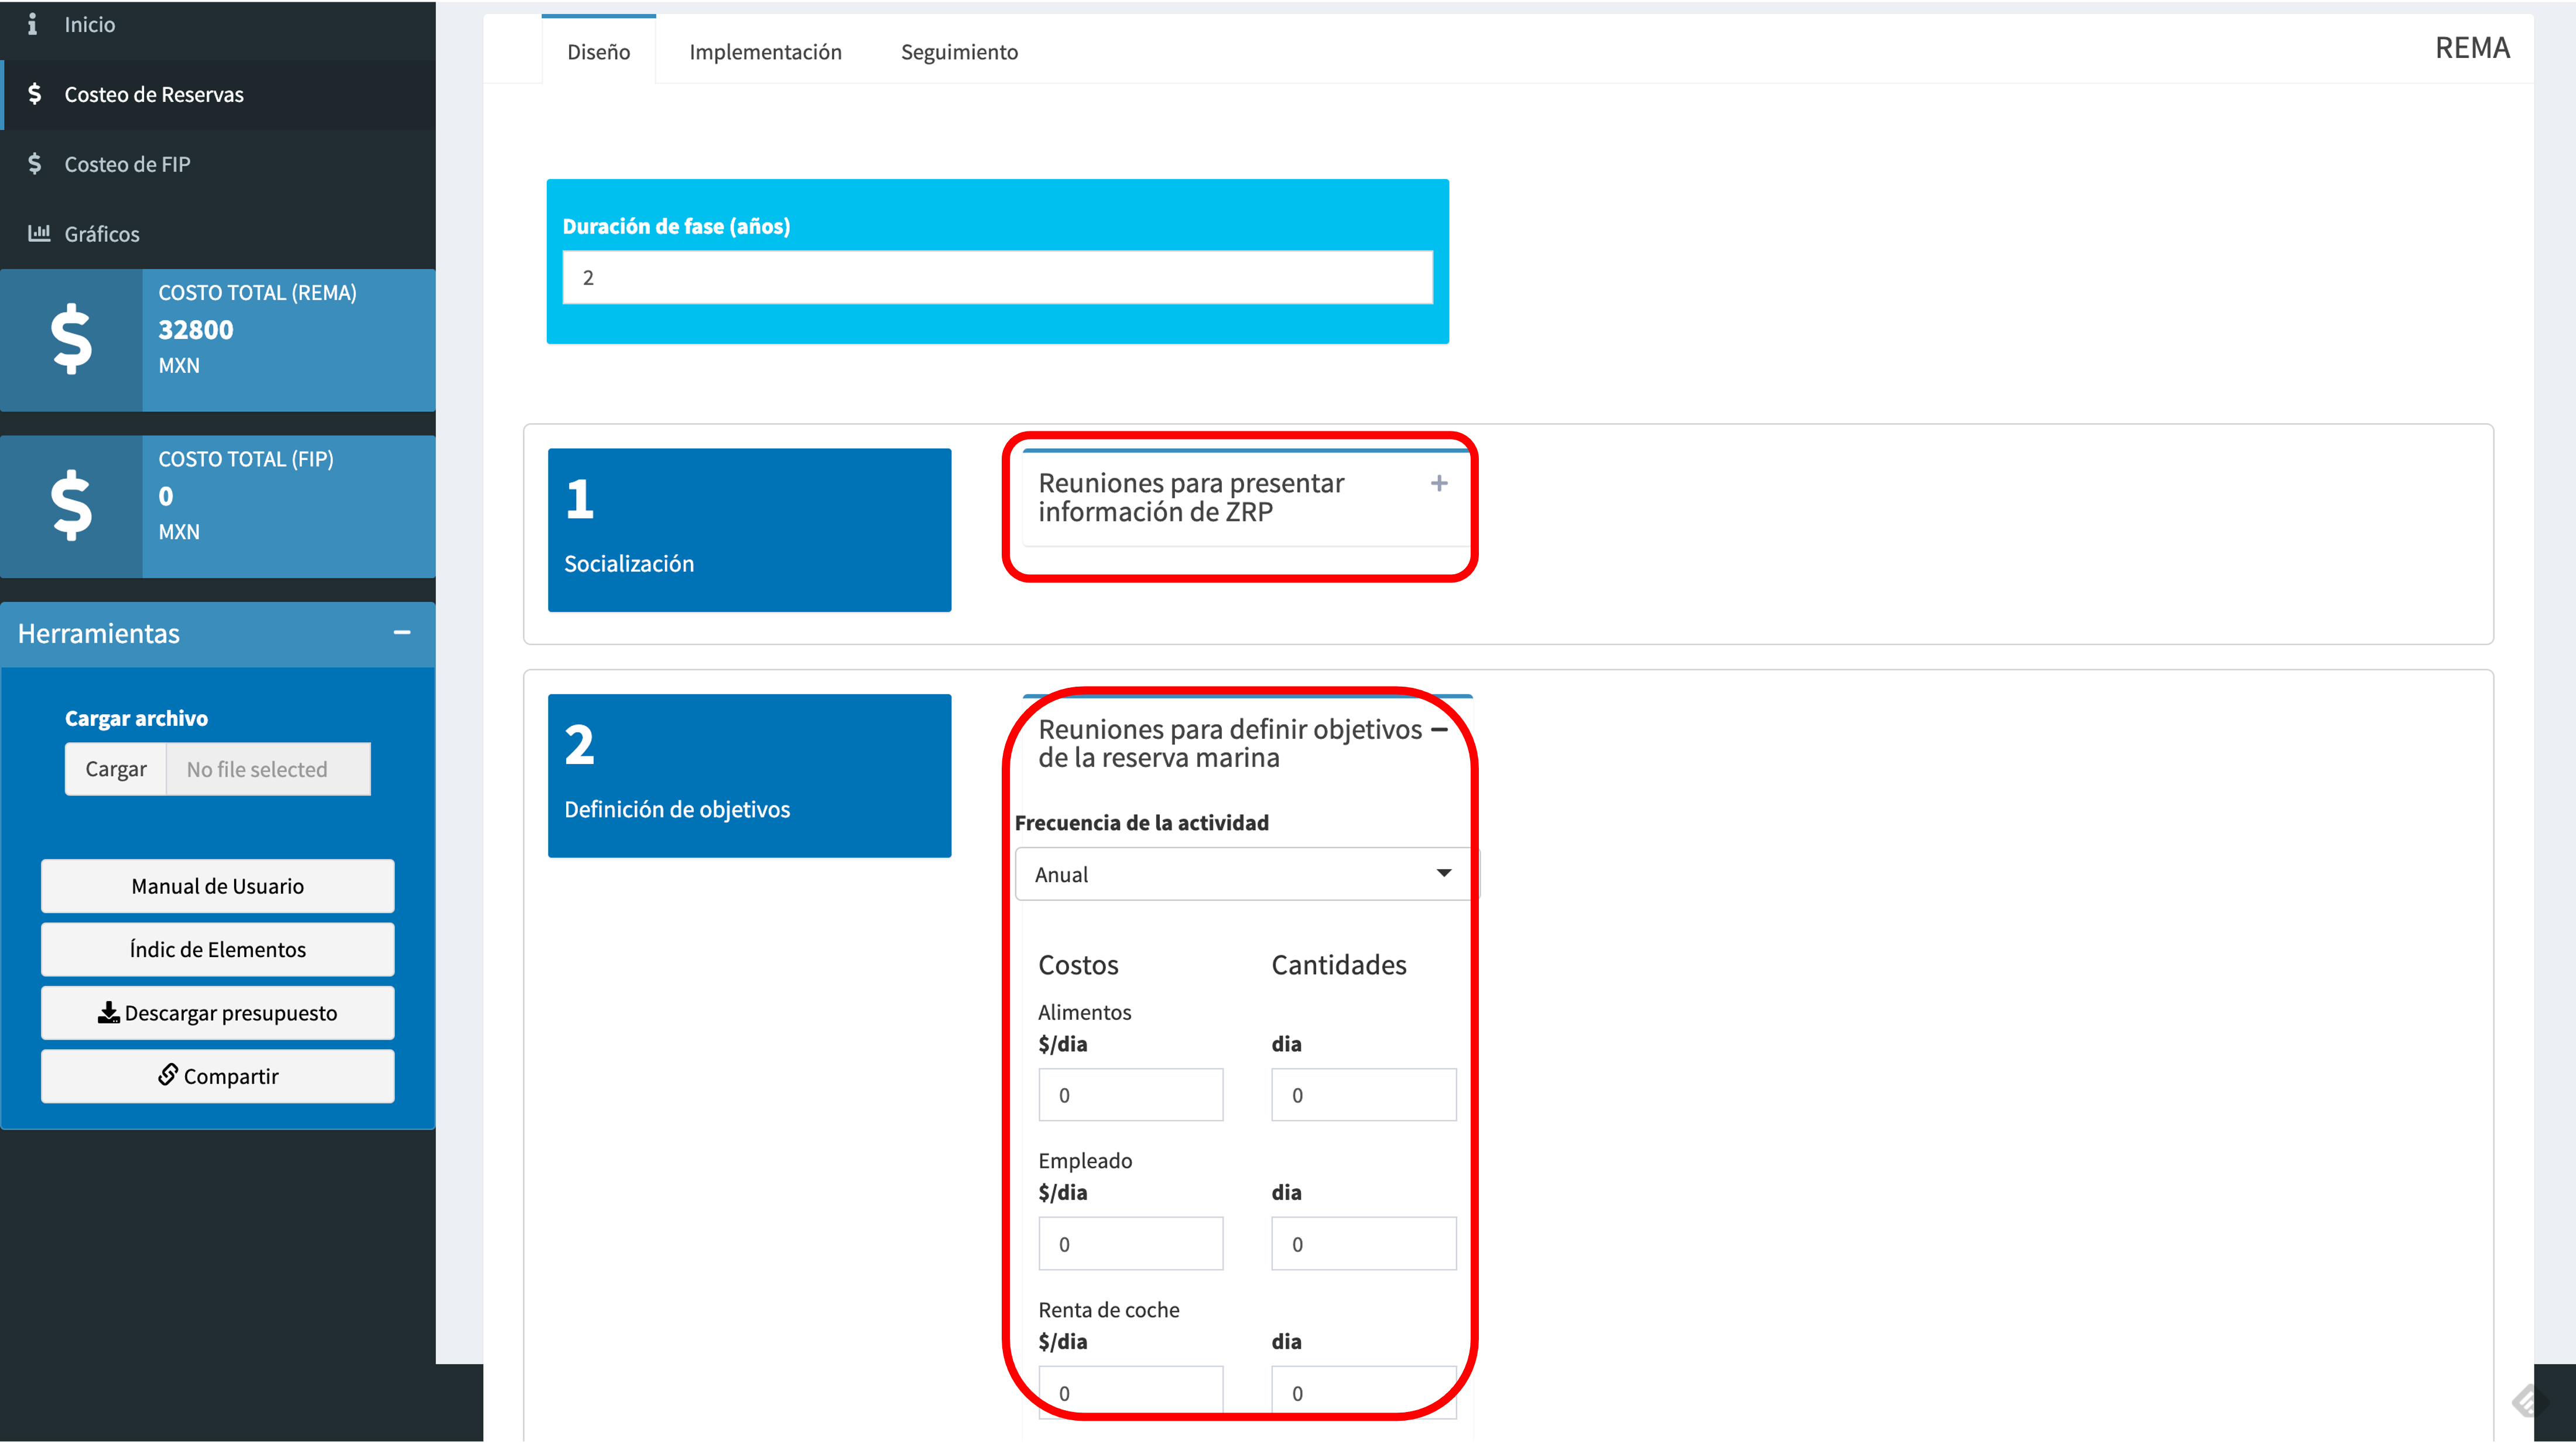 Inicio
Costeo de Reservas
Costeo de FIP
Gráficos
COSTO TOTAL (REMA)
32800
MXN
COSTO TOTAL (FIP)
0
MXN
Herramientas
Cargar archivo
Cargar No file selected
Manual de Usuario
Índic de Elementos
Descargar presupuesto
Compartir
Diseño Implementación Seguimiento REMA
Duración de fase (años)
2
1
Socialización
Reuniones para presentar
información de ZRP
2
Definición de objetivos
Reuniones para definir objetivos
de la reserva marina
Frecuencia de la actividad
Anual
Costos Cantidades
Alimentos
$/dia dia
0 0
Empleado
$/dia dia
0 0
Renta de coche
$/dia dia
0 0